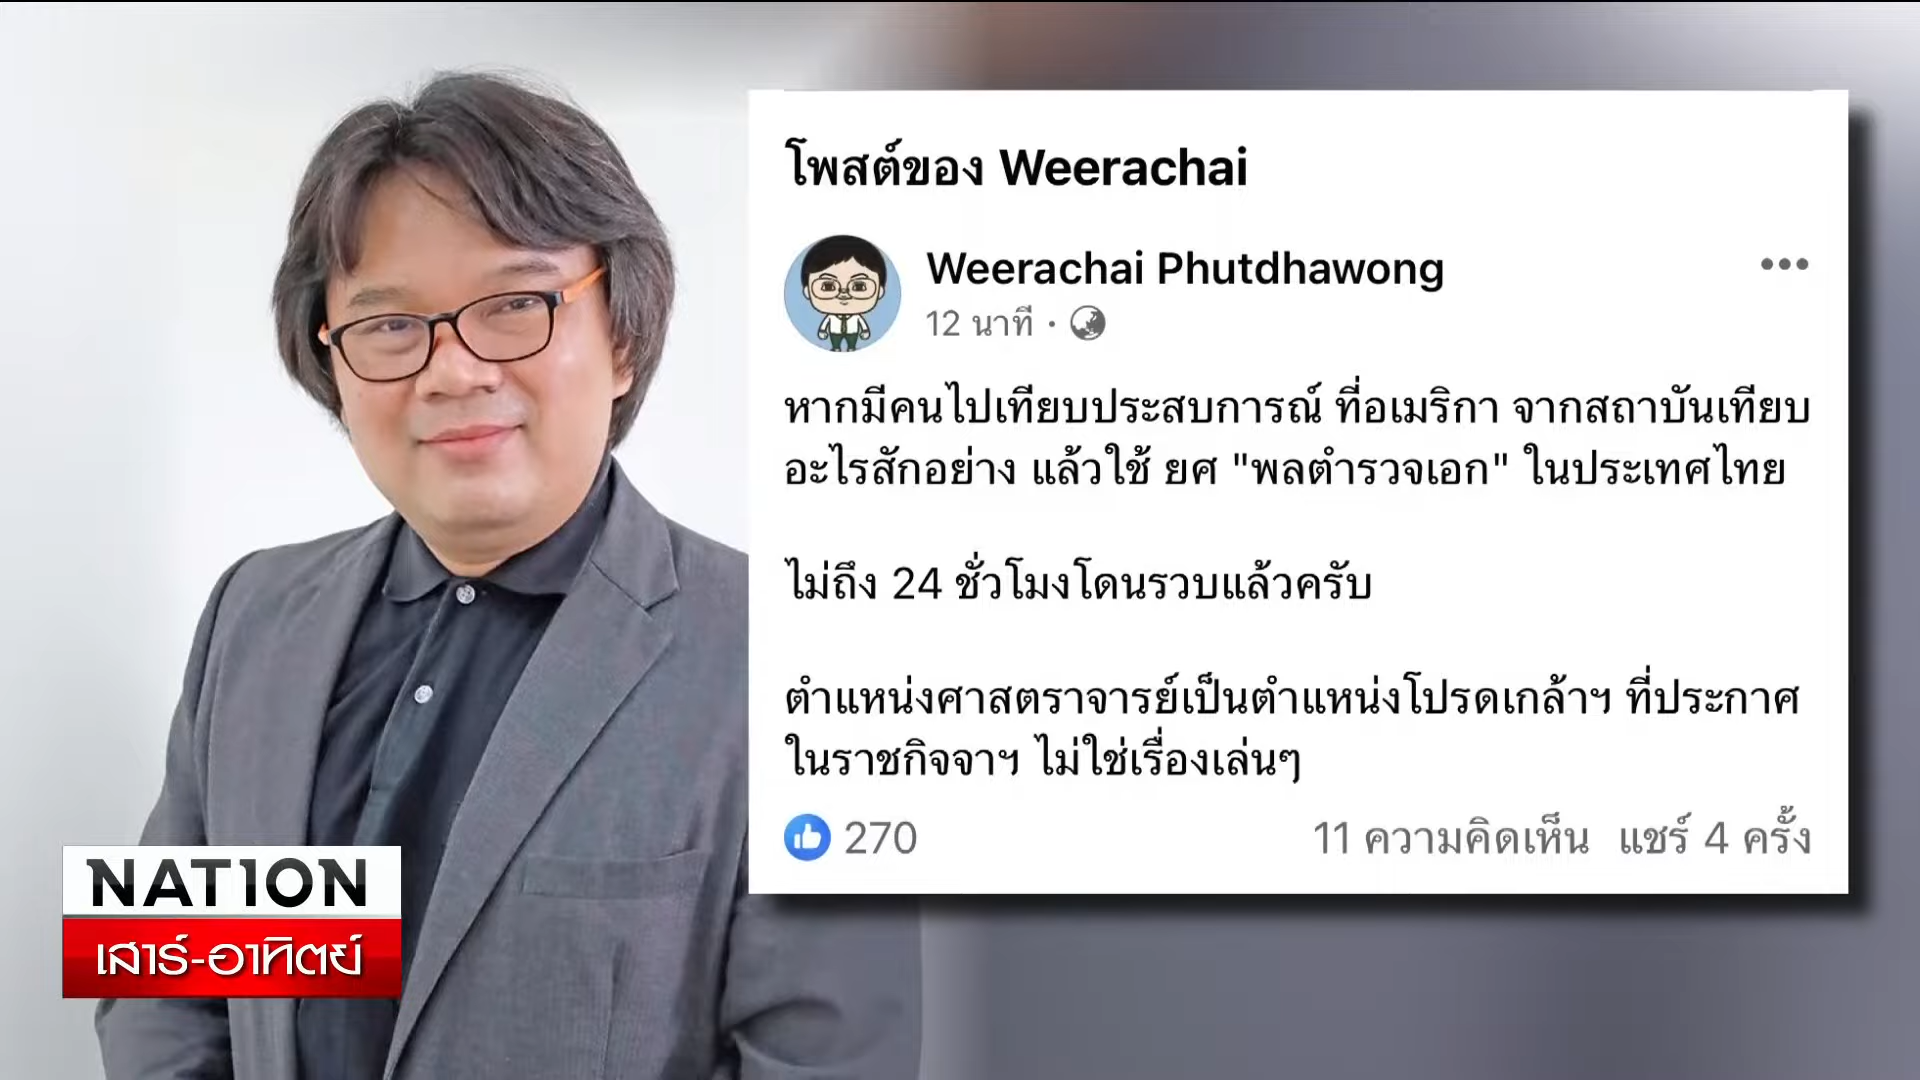 โพสต์ของ Weerachai
Weerachai Phutdhawong
12 นาที ·
หากมีคนไปเทียบประสบการณ์ ที่อเมริกา จากสถาบันเทียบ
อะไรสักอย่าง แล้วใช้ ยศ "พลตำรวจเอก" ในประเทศไทย
ไม่ถึง 24 ชั่วโมงโดนรวบแล้วครับ
ตำแหน่งศาสตราจารย์เป็นตำแหน่งโปรดเกล้าฯ ที่ประกาศ
ในราชกิจจาฯ ไม่ใช่เรื่องเล่นๆ
270
11 ความคิดเห็น แชร์ 4 ครั้ง
NATION
เสาร์-อาทิตย์